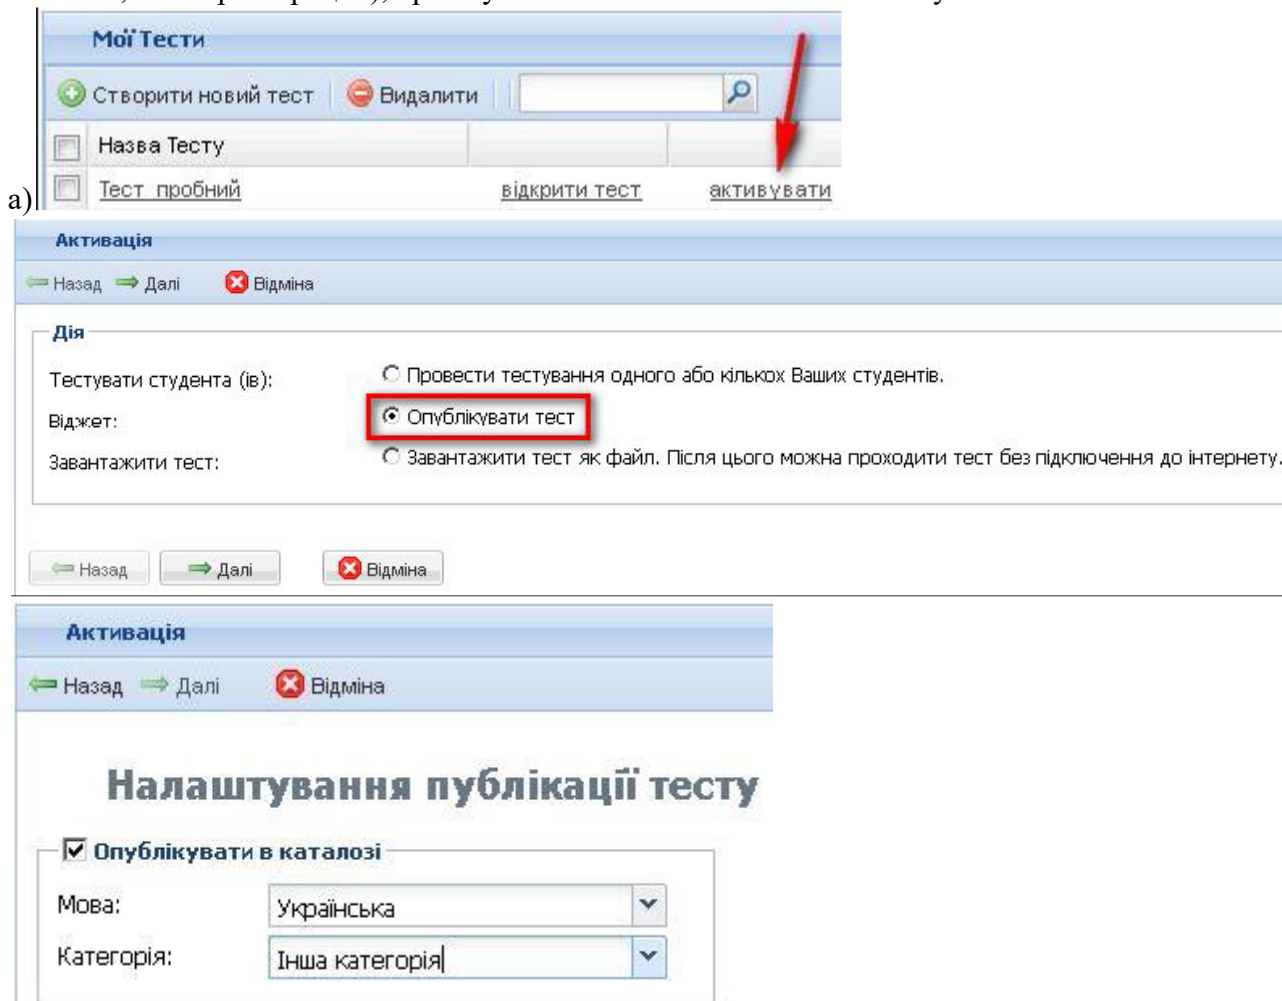 Мої Тести
Створити новий тест Видалити
Назва Тесту
а) Тест пробний відкрити тест активувати
Активація
Назад Далі Відміна
Дія
Тестувати студента (ів): Провести тестування одного або кількох Ваших студентів.
Віджет: Опублікувати тест
Завантажити тест: Завантажити тест як файл. Після цього можна проходити тест без підключення до інтернету.
Назад Далі Відміна
Активація
Назад Далі Відміна
Налаштування публікації тесту
Опублікувати в каталозі
Мова: Українська
Категорія: Інша категорія